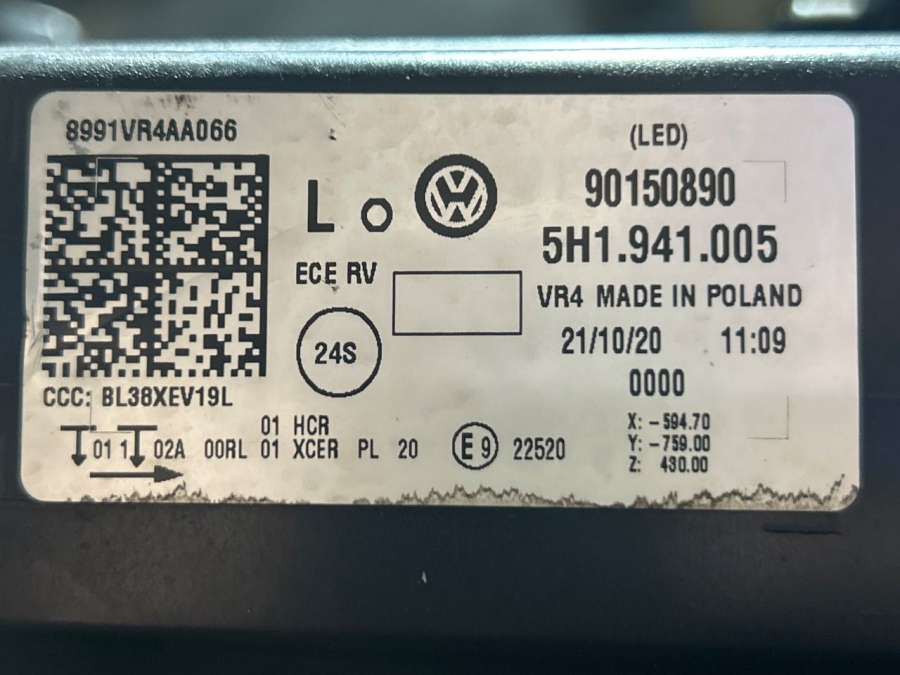 8991VR4AA066
L O
ECE RV
24S
(LED)
90150890
5H1.941.005
VR4 MADE IN POLAND
21/10/20 11:09
0000
CCC: BL38XEV19L
01 HCR
01 1 02A 00RL 01 XCER PL 20 E9 22520
X: -594.70
Y: -759.00
Z: 430.00